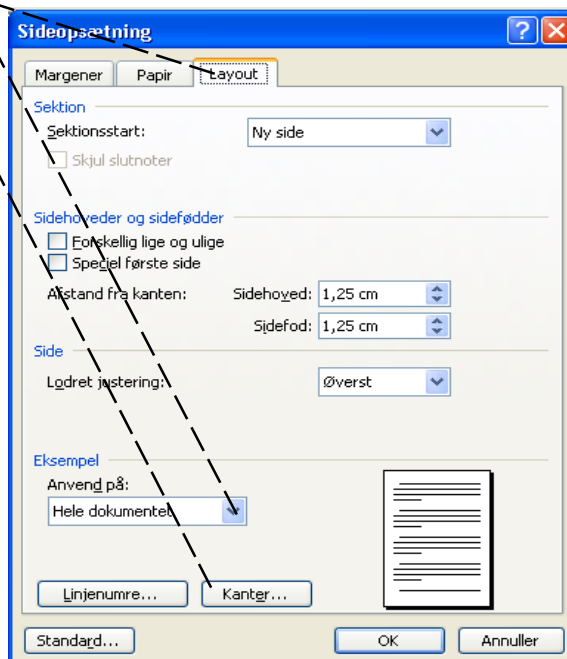 Sideopsætning
Margener Papir Layout
Sektion
Sektionsstart: Ny side
Skjul slutnoter
Sidehoveder og sidefødder
Forskellig lige og ulige
Speciel første side
Afstand fra kanten: Sidehoved: 1,25 cm
Sidefod: 1,25 cm
Side
Lodret justering: Øverst
Eksempel
Anvend på:
Hele dokumentet
Linjenumre... Kanter...
Standard... OK Annuller